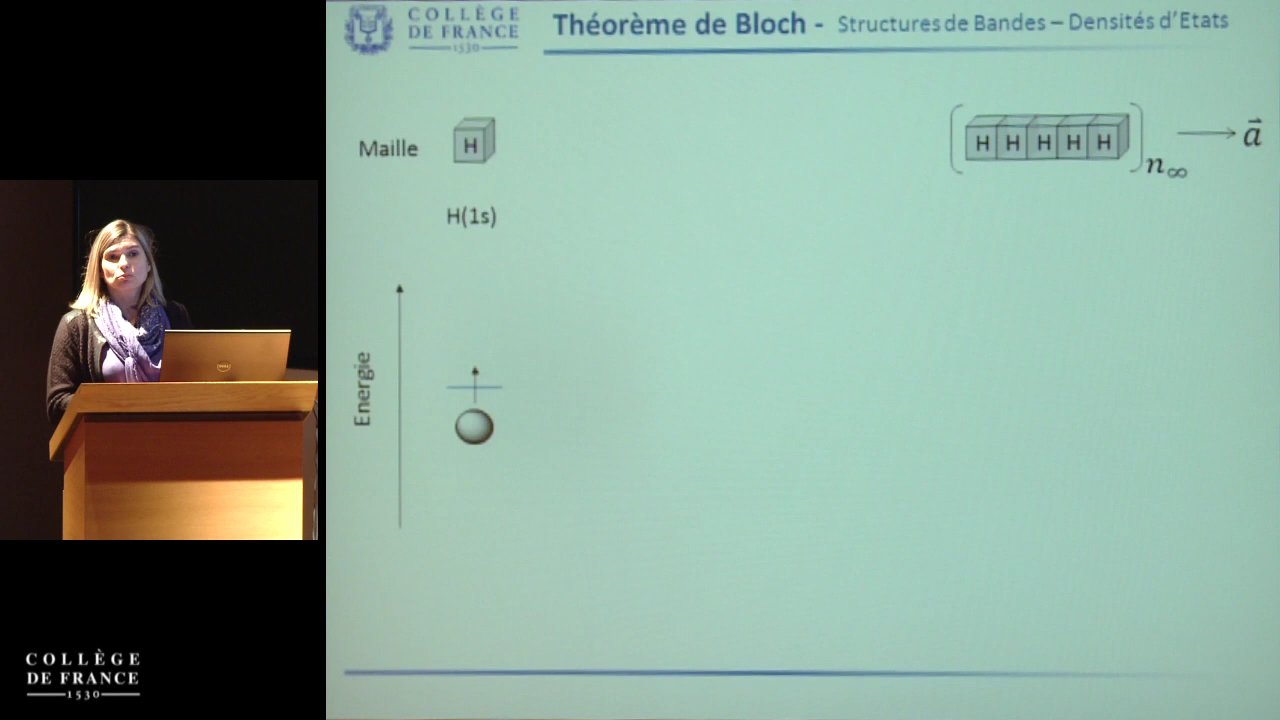 COLLÈGE
DE FRANCE
1530
Théorème de Bloch - Structures de Bandes – Densités d'Etats
Maille
H
H H H H H
n∞
a⃗
H(1s)
Energie
DELL
COLLÈGE
DE FRANCE
1530